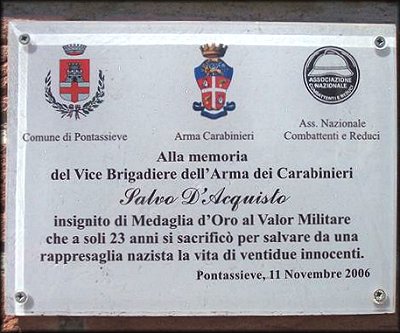 ASSOCIAZIONE
NAZIONALE
COMBATTENTI E REDUCI
Comune di Pontassieve
Arma Carabinieri
Ass. Nazionale
Combattenti e Reduci
Alla memoria
del Vice Brigadiere dell'Arma dei Carabinieri
Salvo D'Acquisto
insignito di Medaglia d'Oro al Valor Militare
che a soli 23 anni si sacrificò per salvare da una
rappresaglia nazista la vita di ventidue innocenti.
Pontassieve, 11 Novembre 2006